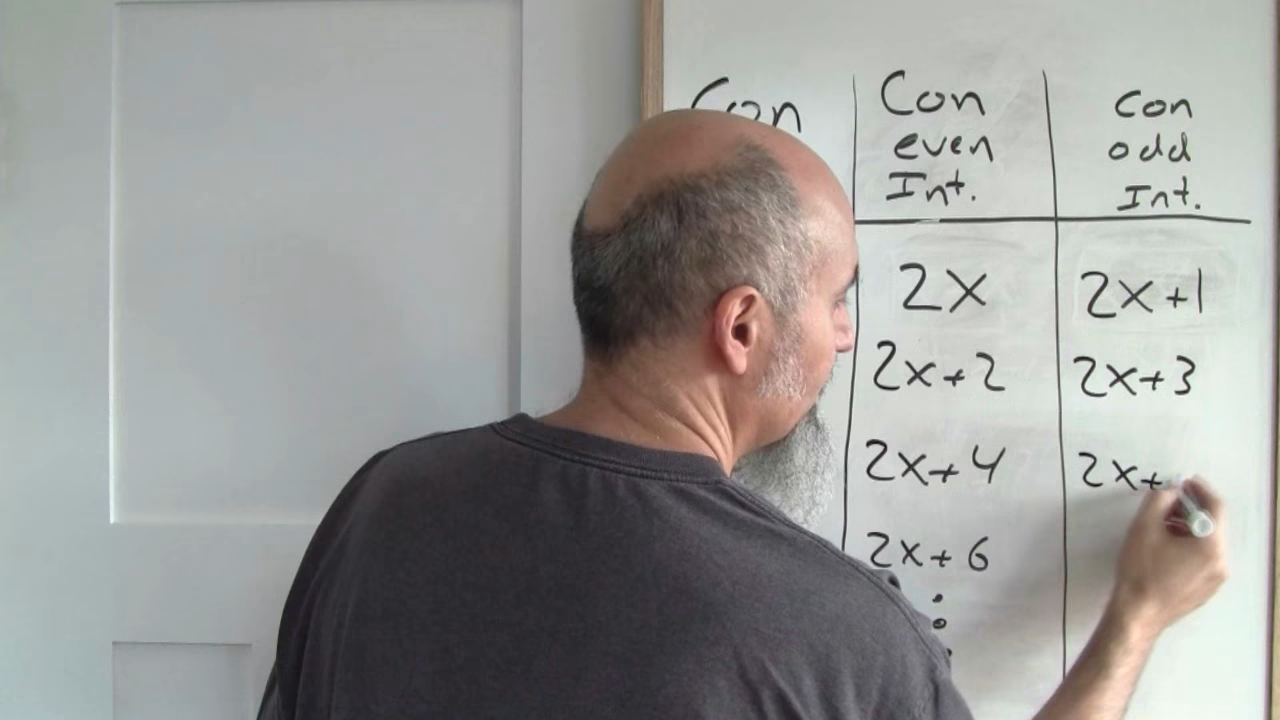 Con
Con
even
Int.
Con
odd
Int.
2x
2x+1
2x+2
2x+3
2x+4
2x+
2x+6